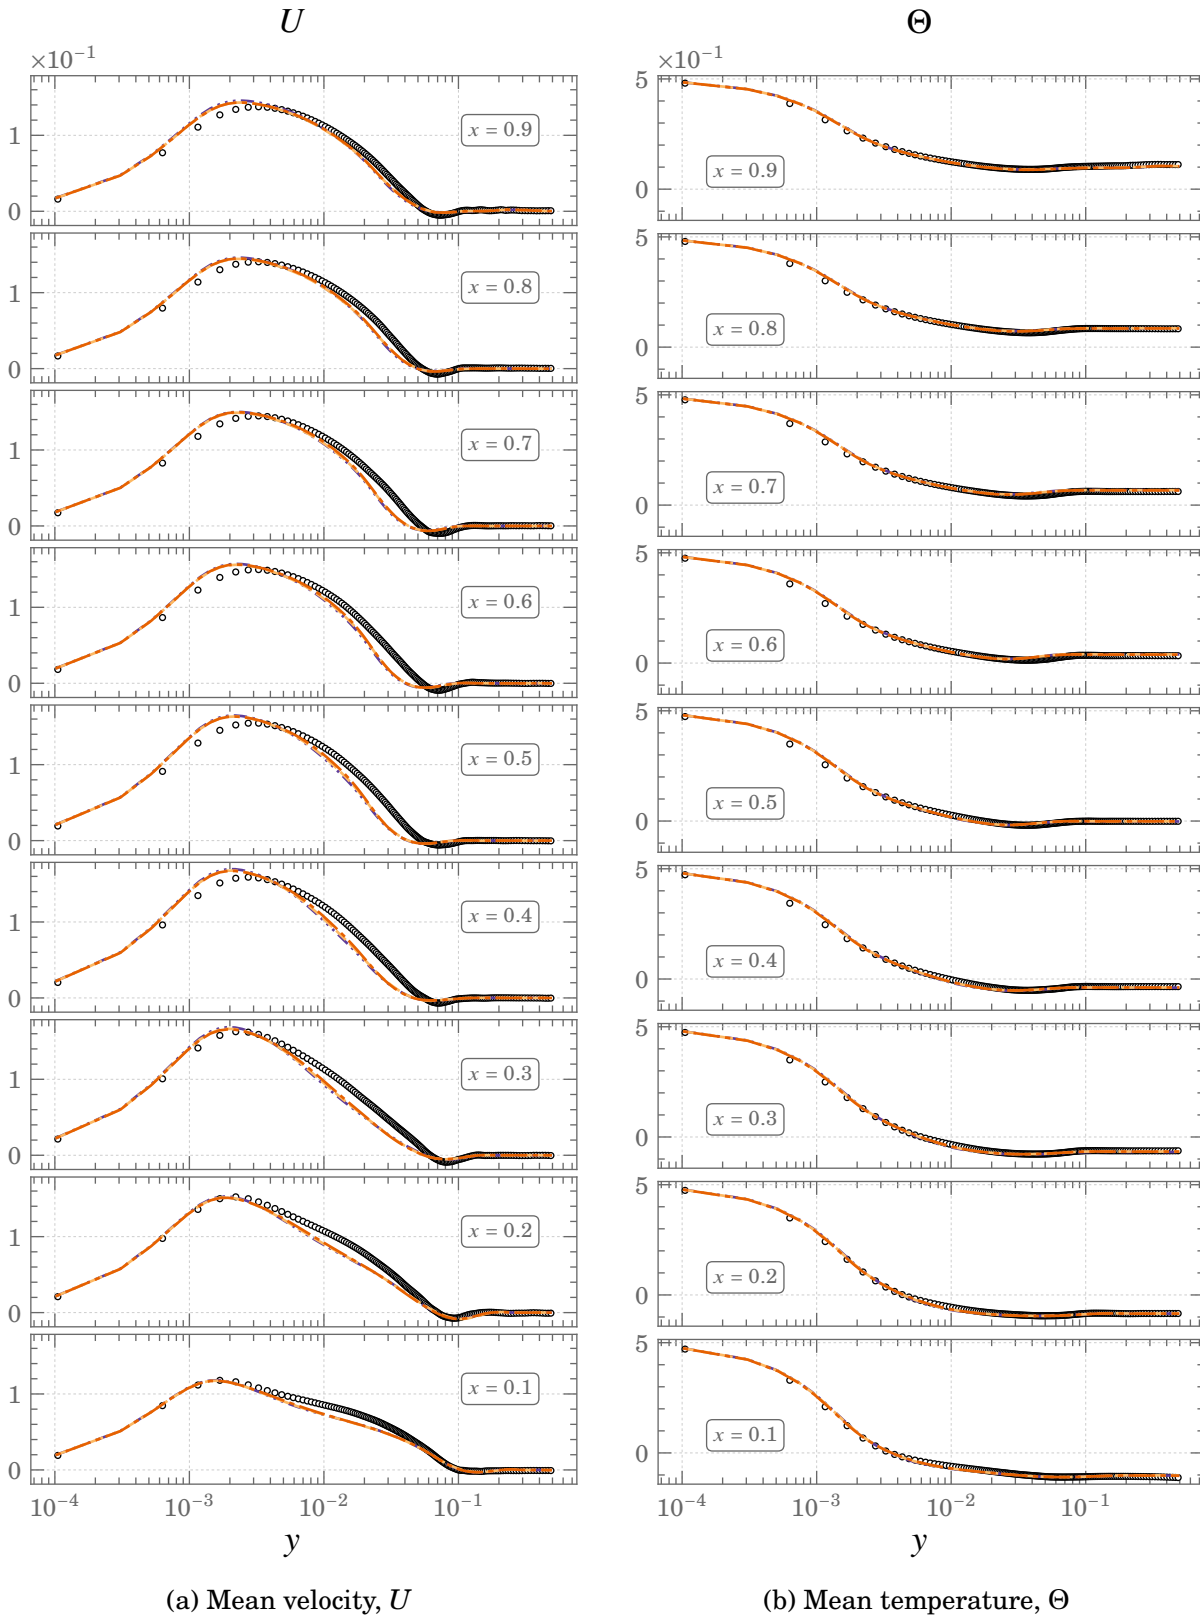 U
Θ
×10⁻¹
×10⁻¹
1
0
x = 0.9
5
0
x = 0.9
1
0
x = 0.8
5
0
x = 0.8
1
0
x = 0.7
5
0
x = 0.7
1
0
x = 0.6
5
0
x = 0.6
1
0
x = 0.5
5
0
x = 0.5
1
0
x = 0.4
5
0
x = 0.4
1
0
x = 0.3
5
0
x = 0.3
1
0
x = 0.2
5
0
x = 0.2
1
0
x = 0.1
5
0
x = 0.1
10⁻⁴ 10⁻³ 10⁻² 10⁻¹
10⁻⁴ 10⁻³ 10⁻² 10⁻¹
y
y
(a) Mean velocity, U
(b) Mean temperature, Θ